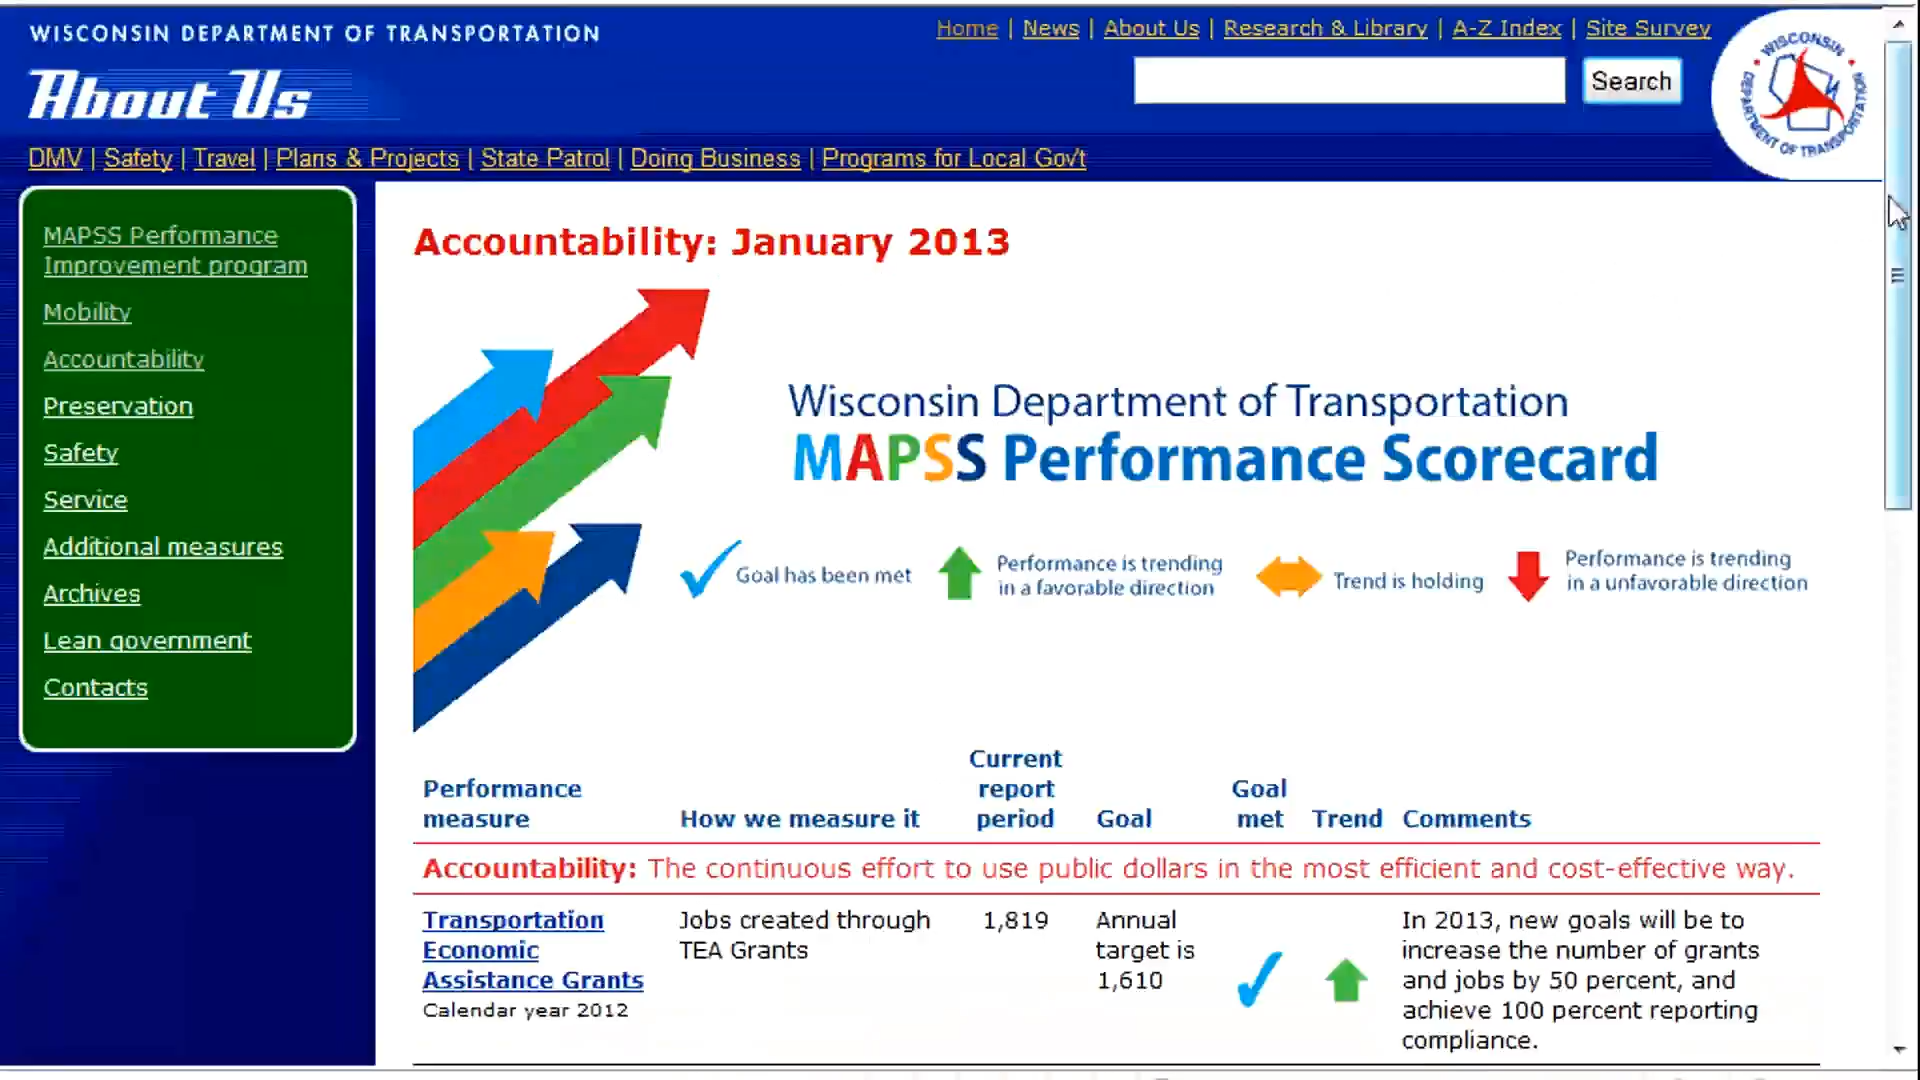 WISCONSIN DEPARTMENT OF TRANSPORTATION
Home | News | About Us | Research & Library | A-Z Index | Site Survey
About Us
Search
WISCONSIN DEPARTMENT OF TRANSPORTATION
DMV | Safety | Travel | Plans & Projects | State Patrol | Doing Business | Programs for Local Gov't
MAPSS Performance
Improvement program
Mobility
Accountability
Preservation
Safety
Service
Additional measures
Archives
Lean government
Contacts
Accountability: January 2013
Wisconsin Department of Transportation
MAPSS Performance Scorecard
Goal has been met
Performance is trending
in a favorable direction
Trend is holding
Performance is trending
in a unfavorable direction
Performance
measure
How we measure it
Current
report
period
Goal
Goal
met
Trend
Comments
Accountability: The continuous effort to use public dollars in the most efficient and cost-effective way.
Transportation
Economic
Assistance Grants
Calendar year 2012
Jobs created through
TEA Grants
1,819
Annual
target is
1,610
In 2013, new goals will be to
increase the number of grants
and jobs by 50 percent, and
achieve 100 percent reporting
compliance.